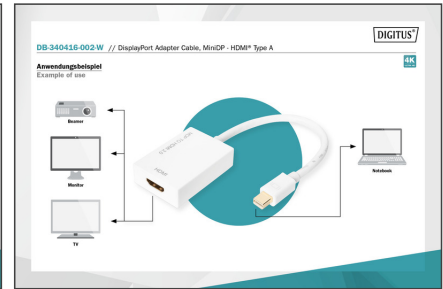 DIGITUS®
DB-340416-002-W // DisplayPort Adapter Cable, MiniDP - HDMI® Type A
4K
Anwendungsbeispiel
Example of use
Beamer
Monitor
TV
HDMI
Notebook